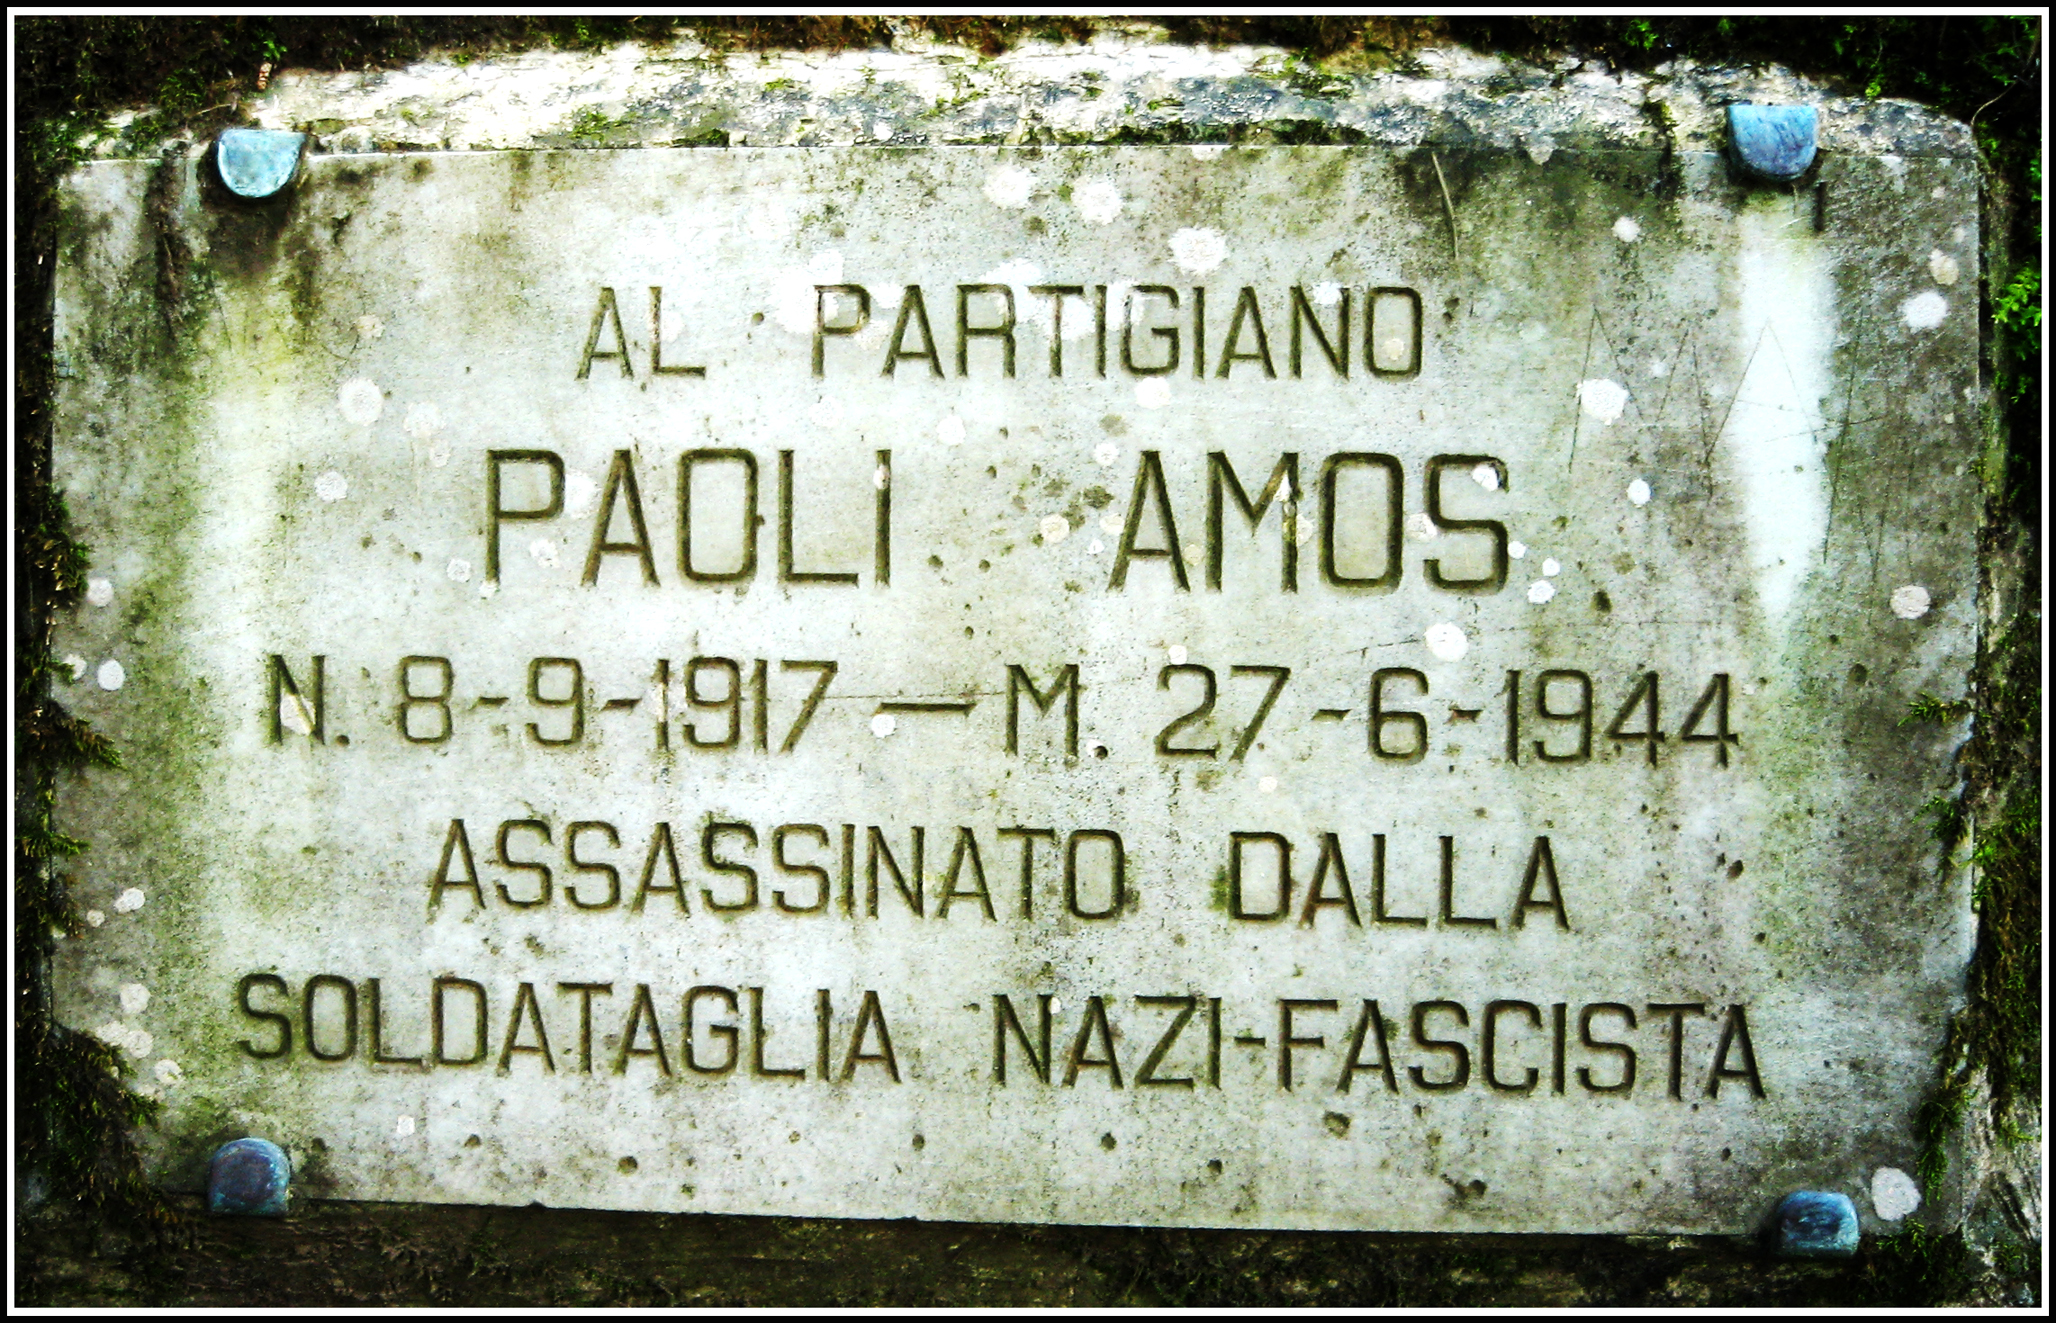 AL PARTIGIANO
PAOLI AMOS
N. 8-9-1917 — M. 27-6-1944
ASSASSINATO DALLA
SOLDATAGLIA NAZI-FASCISTA